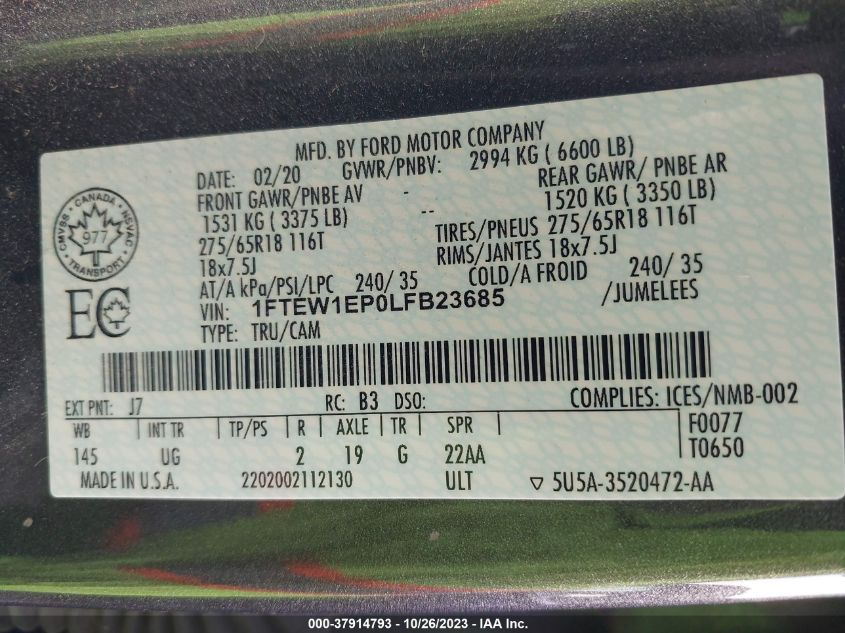 MFD. BY FORD MOTOR COMPANY
DATE: 02/20 GVWR/PNBV: 2994 KG ( 6600 LB)
FRONT GAWR/PNBE AV - REAR GAWR/ PNBE AR
1531 KG ( 3375 LB) -- 1520 KG ( 3350 LB)
275/65R18 116T TIRES/PNEUS 275/65R18 116T
18x7.5J RIMS/JANTES 18x7.5J
AT/A kPa/PSI/LPC 240/ 35 COLD/A FROID 240/ 35
VIN: 1FTEW1EP0LFB23685 /JUMELEES
TYPE: TRU/CAM
CANADA
CMVSS NSVAC
977
TRANSPORT
EC
EXT PNT: J7 RC: B3 DSO: COMPLIES: ICES/NMB-002
WB INT TR TP/PS R AXLE TR SPR F0077
145 UG 2 19 G 22AA T0650
MADE IN U.S.A. 2202002112130 ULT ▽ 5U5A-3520472-AA
000-37914793 - 10/26/2023 - IAA Inc.